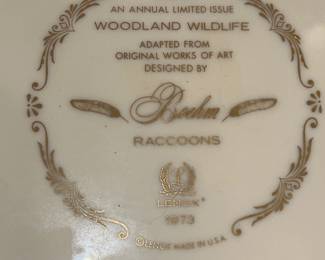 AN ANNUAL LIMITED ISSUE
WOODLAND WILDLIFE
ADAPTED FROM
ORIGINAL WORKS OF ART
DESIGNED BY
Boehm
RACCOONS
LENOX®
1973
© LENOX MADE IN U.S.A.